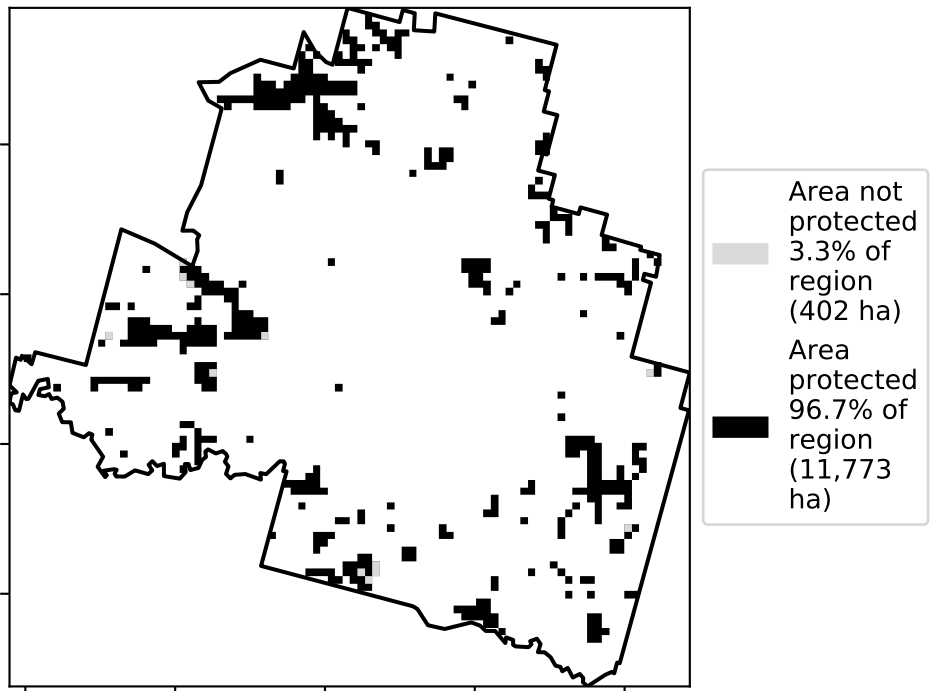 Area not
protected
3.3% of
region
(402 ha)
Area
protected
96.7% of
region
(11,773
ha)